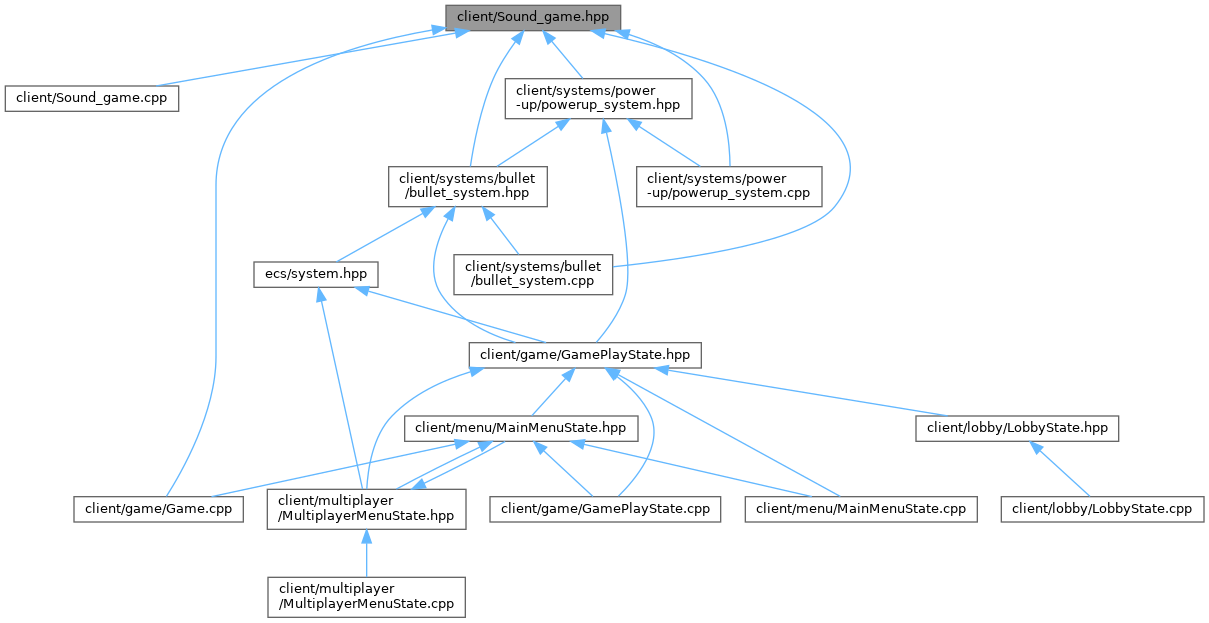 client/Sound_game.hpp
client/Sound_game.cpp
client/systems/power
-up/powerup_system.hpp
client/systems/bullet
/bullet_system.hpp
client/systems/power
-up/powerup_system.cpp
ecs/system.hpp
client/systems/bullet
/bullet_system.cpp
client/game/GamePlayState.hpp
client/menu/MainMenuState.hpp
client/lobby/LobbyState.hpp
client/game/Game.cpp
client/multiplayer
/MultiplayerMenuState.hpp
client/game/GamePlayState.cpp
client/menu/MainMenuState.cpp
client/lobby/LobbyState.cpp
client/multiplayer
/MultiplayerMenuState.cpp